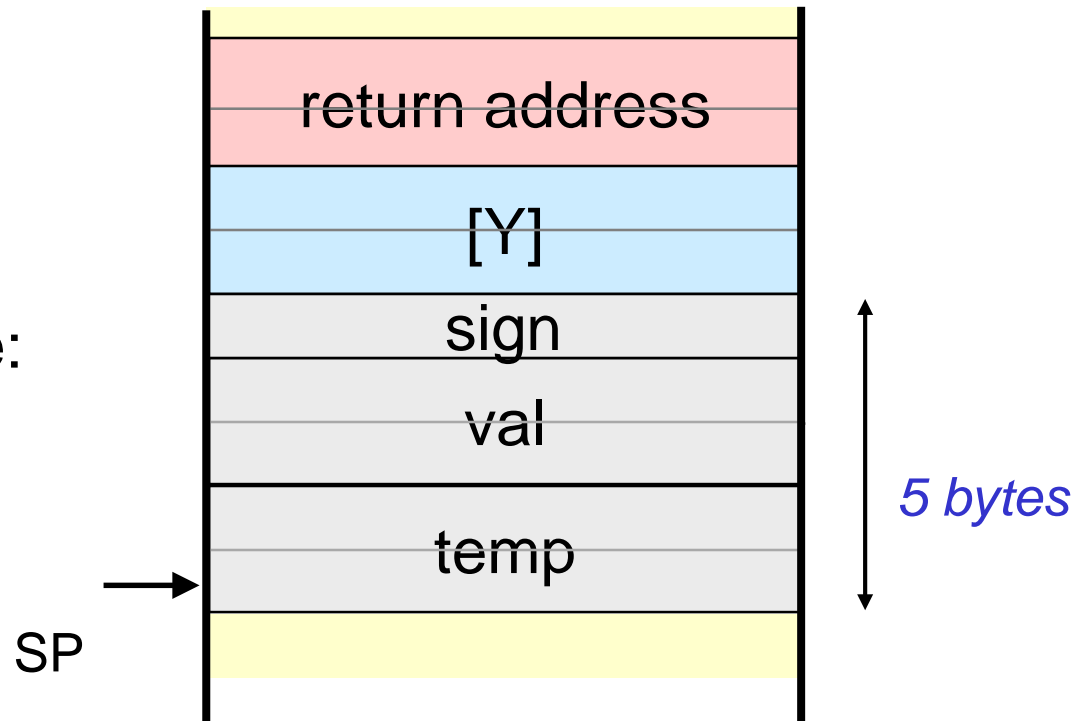 return address
[Y]
sign
e:
val
5 bytes
temp
SP